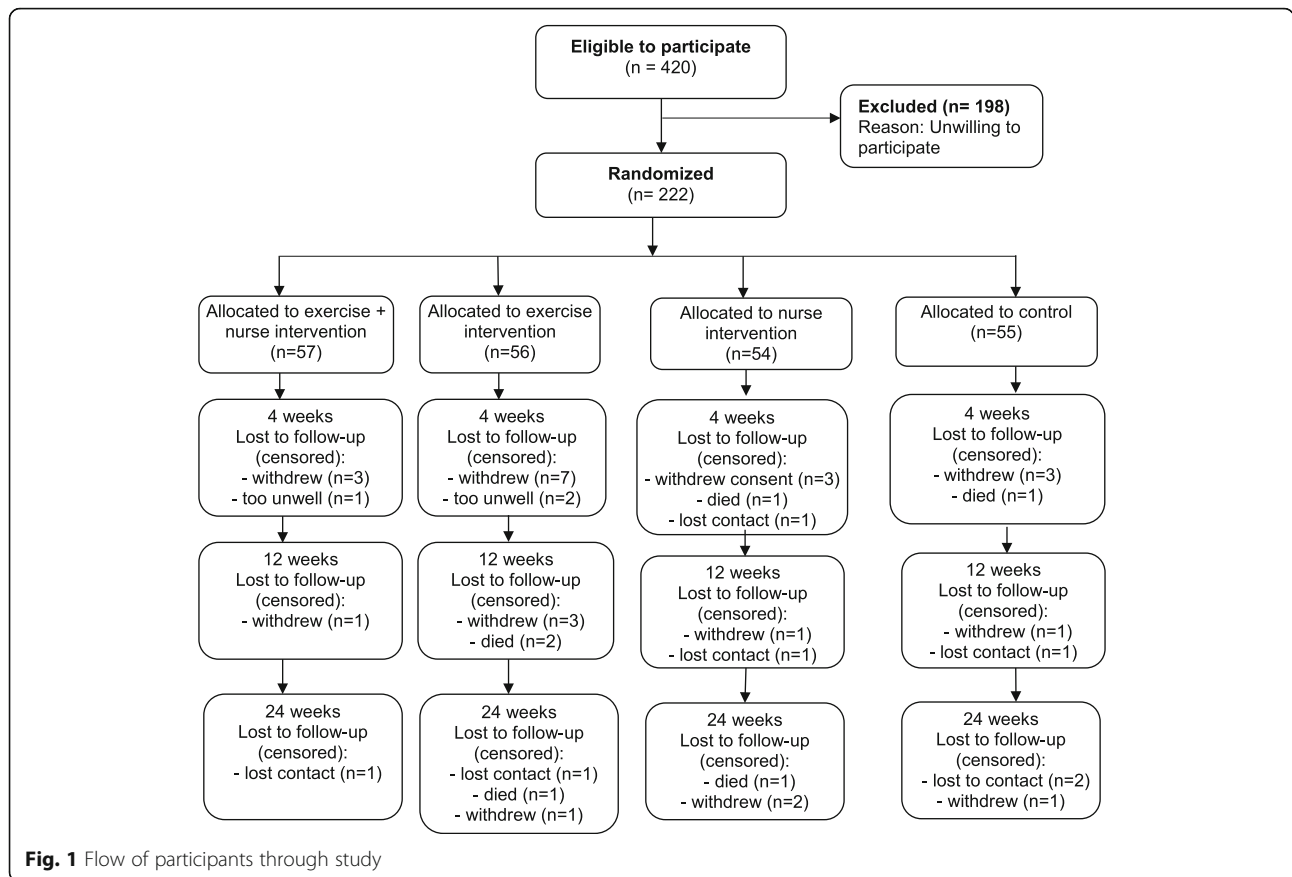 Eligible to participate
(n = 420)
Excluded (n= 198)
Reason: Unwilling to
participate
Randomized
(n= 222)
Allocated to exercise +
nurse intervention
(n=57)
Allocated to exercise
intervention
(n=56)
Allocated to nurse
intervention
(n=54)
Allocated to control
(n=55)
4 weeks
Lost to follow-up
(censored):
- withdrew (n=3)
- too unwell (n=1)
4 weeks
Lost to follow-up
(censored):
- withdrew (n=7)
- too unwell (n=2)
4 weeks
Lost to follow-up
(censored):
- withdrew consent (n=3)
- died (n=1)
- lost contact (n=1)
4 weeks
Lost to follow-up
(censored):
- withdrew (n=3)
- died (n=1)
12 weeks
Lost to follow-up
(censored):
- withdrew (n=1)
12 weeks
Lost to follow-up
(censored):
- withdrew (n=3)
- died (n=2)
12 weeks
Lost to follow-up
(censored):
- withdrew (n=1)
- lost contact (n=1)
12 weeks
Lost to follow-up
(censored):
- withdrew (n=1)
- lost contact (n=1)
24 weeks
Lost to follow-up
(censored):
- lost contact (n=1)
24 weeks
Lost to follow-up
(censored):
- lost contact (n=1)
- died (n=1)
- withdrew (n=1)
24 weeks
Lost to follow-up
(censored):
- died (n=1)
- withdrew (n=2)
24 weeks
Lost to follow-up
(censored):
- lost to contact (n=2)
- withdrew (n=1)
Fig. 1 Flow of participants through study